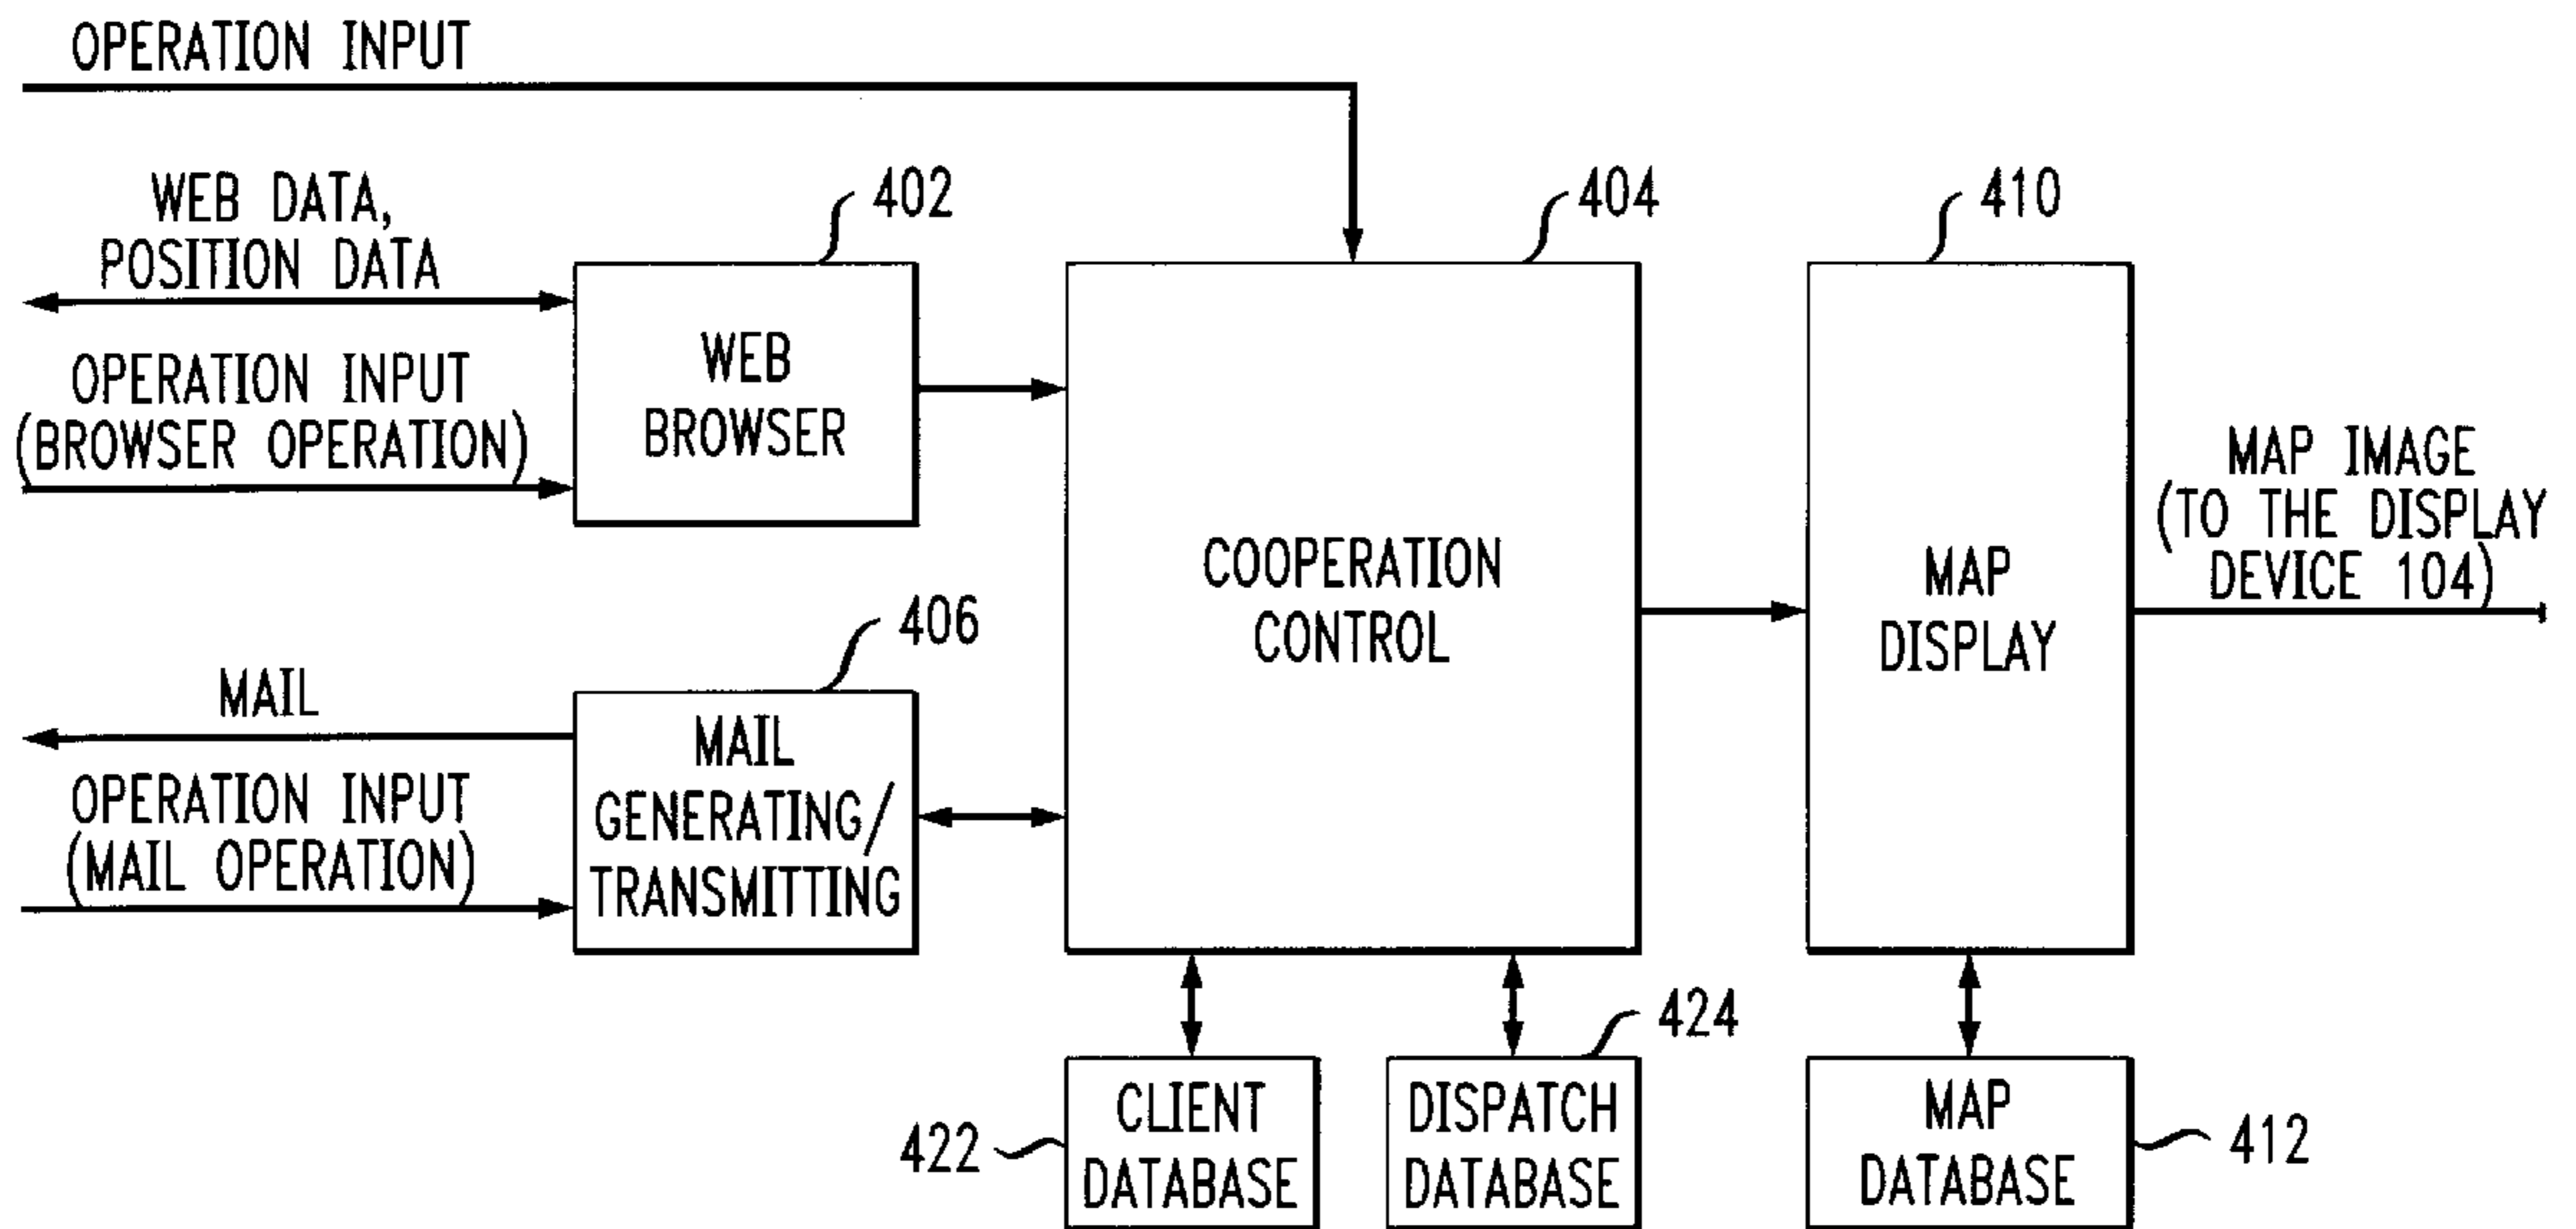 OPERATION INPUT
WEB DATA,
POSITION DATA
402
404
410
OPERATION INPUT
(BROWSER OPERATION)
WEB
BROWSER
COOPERATION
CONTROL
MAP
DISPLAY
MAP IMAGE
(TO THE DISPLAY
DEVICE 104)
406
MAIL
OPERATION INPUT
(MAIL OPERATION)
MAIL
GENERATING/
TRANSMITTING
424
422
CLIENT
DATABASE
DISPATCH
DATABASE
MAP
DATABASE
412